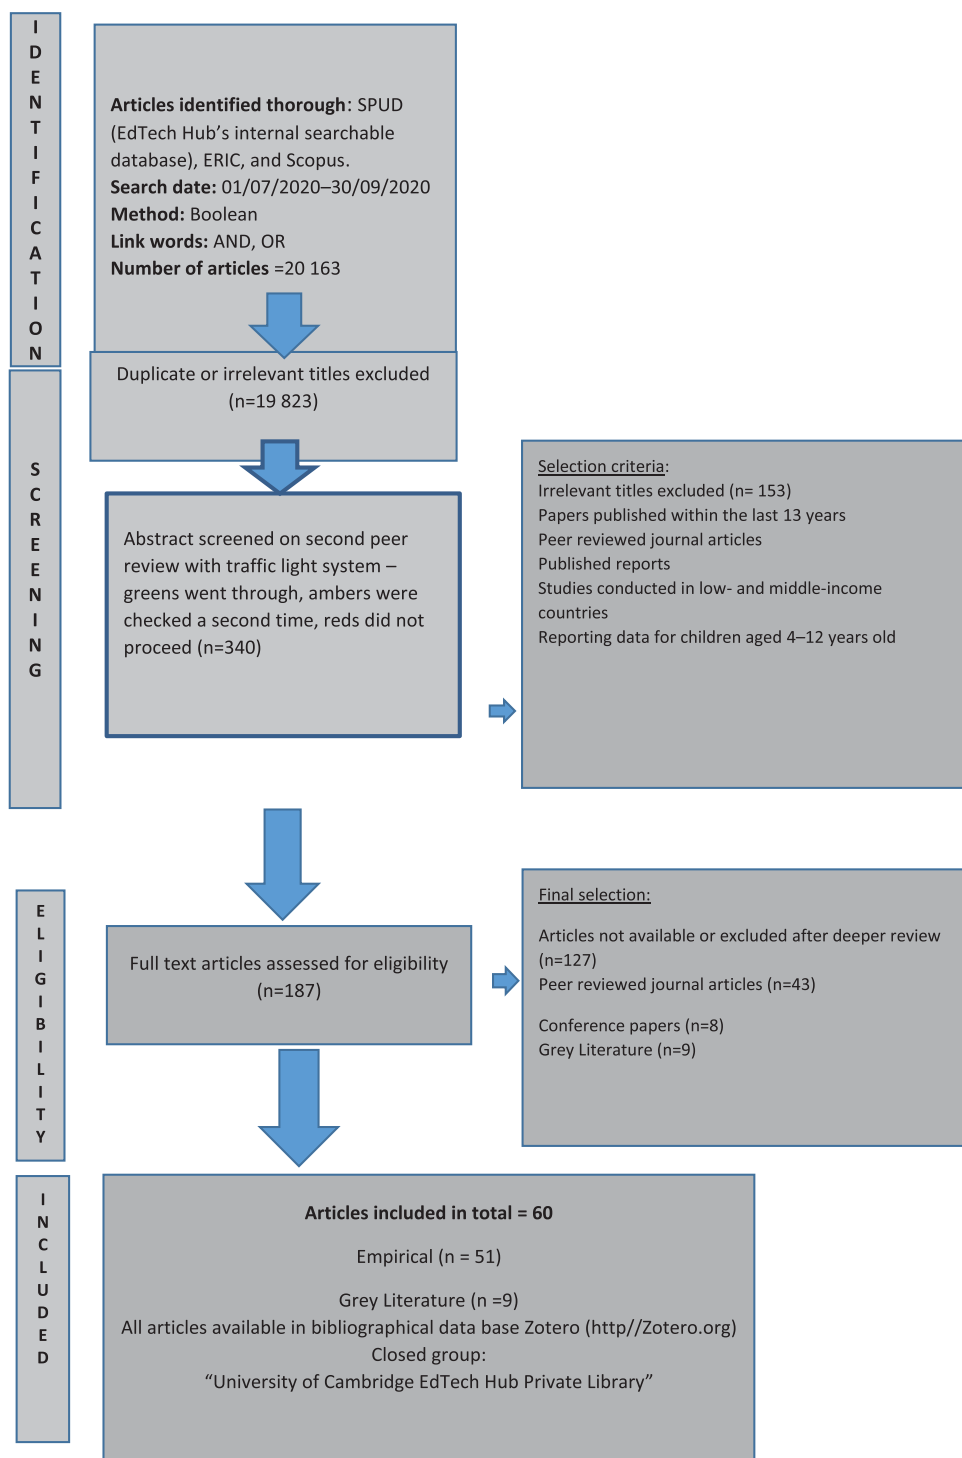 IDENTIFICATION
Articles identified thorough: SPUD
(EdTech Hub’s internal searchable
database), ERIC, and Scopus.
Search date: 01/07/2020–30/09/2020
Method: Boolean
Link words: AND, OR
Number of articles =20 163
SCREENING
Duplicate or irrelevant titles excluded
(n=19 823)
Abstract screened on second peer
review with traffic light system –
greens went through, ambers were
checked a second time, reds did not
proceed (n=340)
Selection criteria:
Irrelevant titles excluded (n= 153)
Papers published within the last 13 years
Peer reviewed journal articles
Published reports
Studies conducted in low- and middle-income
countries
Reporting data for children aged 4–12 years old
ELIGIBILITY
Full text articles assessed for eligibility
(n=187)
Final selection:
Articles not available or excluded after deeper review
(n=127)
Peer reviewed journal articles (n=43)
Conference papers (n=8)
Grey Literature (n=9)
INCLUDED
Articles included in total = 60
Empirical (n = 51)
Grey Literature (n =9)
All articles available in bibliographical data base Zotero (http//Zotero.org)
Closed group:
“University of Cambridge EdTech Hub Private Library”